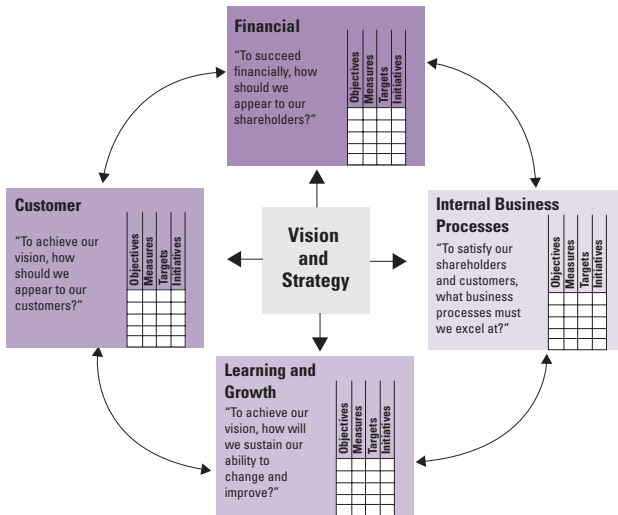 Financial
“To succeed
financially, how
should we
appear to our
shareholders?”
Objectives
Measures
Targets
Initiatives
Customer
“To achieve our
vision, how
should we
appear to our
customers?”
Objectives
Measures
Targets
Initiatives
Vision
and
Strategy
Internal Business
Processes
“To satisfy our
shareholders
and customers,
what business
processes must
we excel at?”
Objectives
Measures
Targets
Initiatives
Learning and
Growth
“To achieve our
vision, how will
we sustain our
ability to
change and
improve?”
Objectives
Measures
Targets
Initiatives